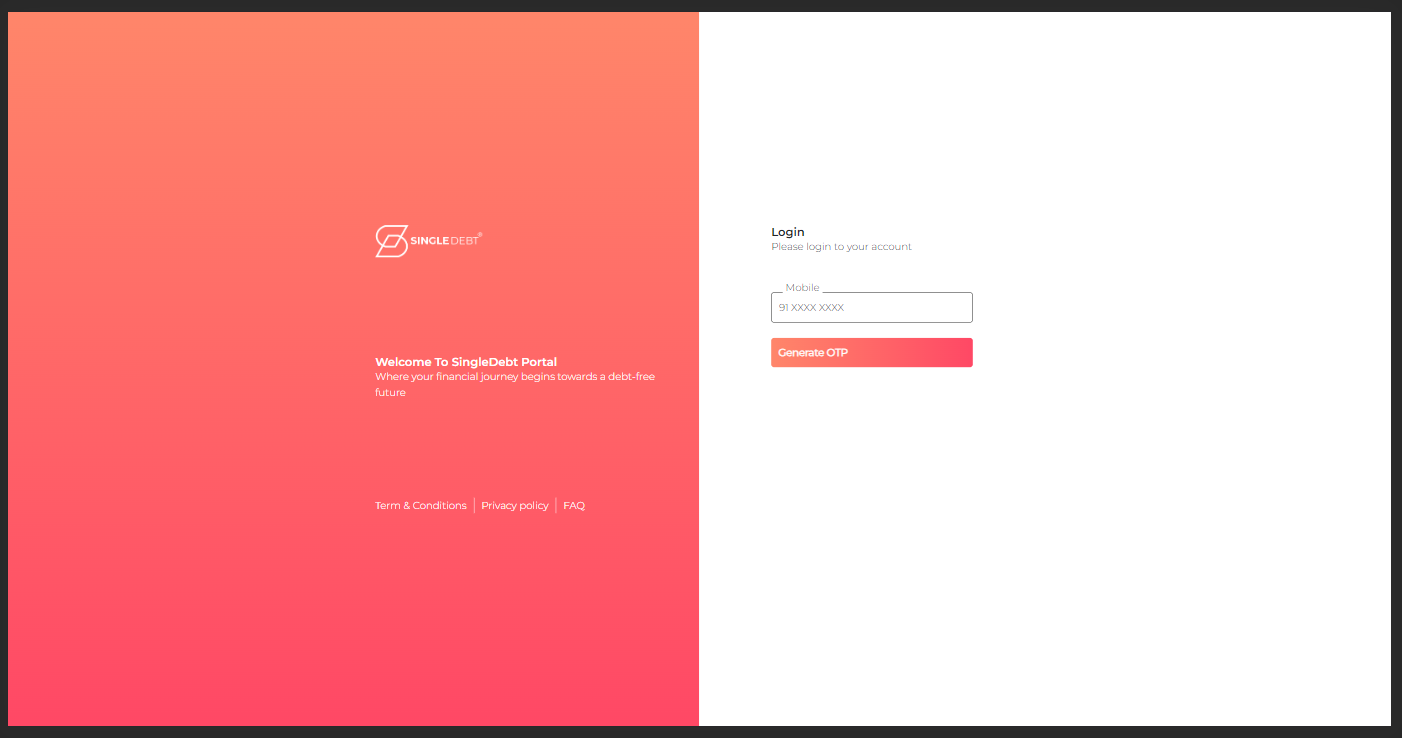 SINGLEDEBT®
Welcome To SingleDebt Portal
Where your financial journey begins towards a debt-free
future
Term & Conditions | Privacy policy | FAQ
Login
Please login to your account
Mobile
91 XXXX XXXX
Generate OTP